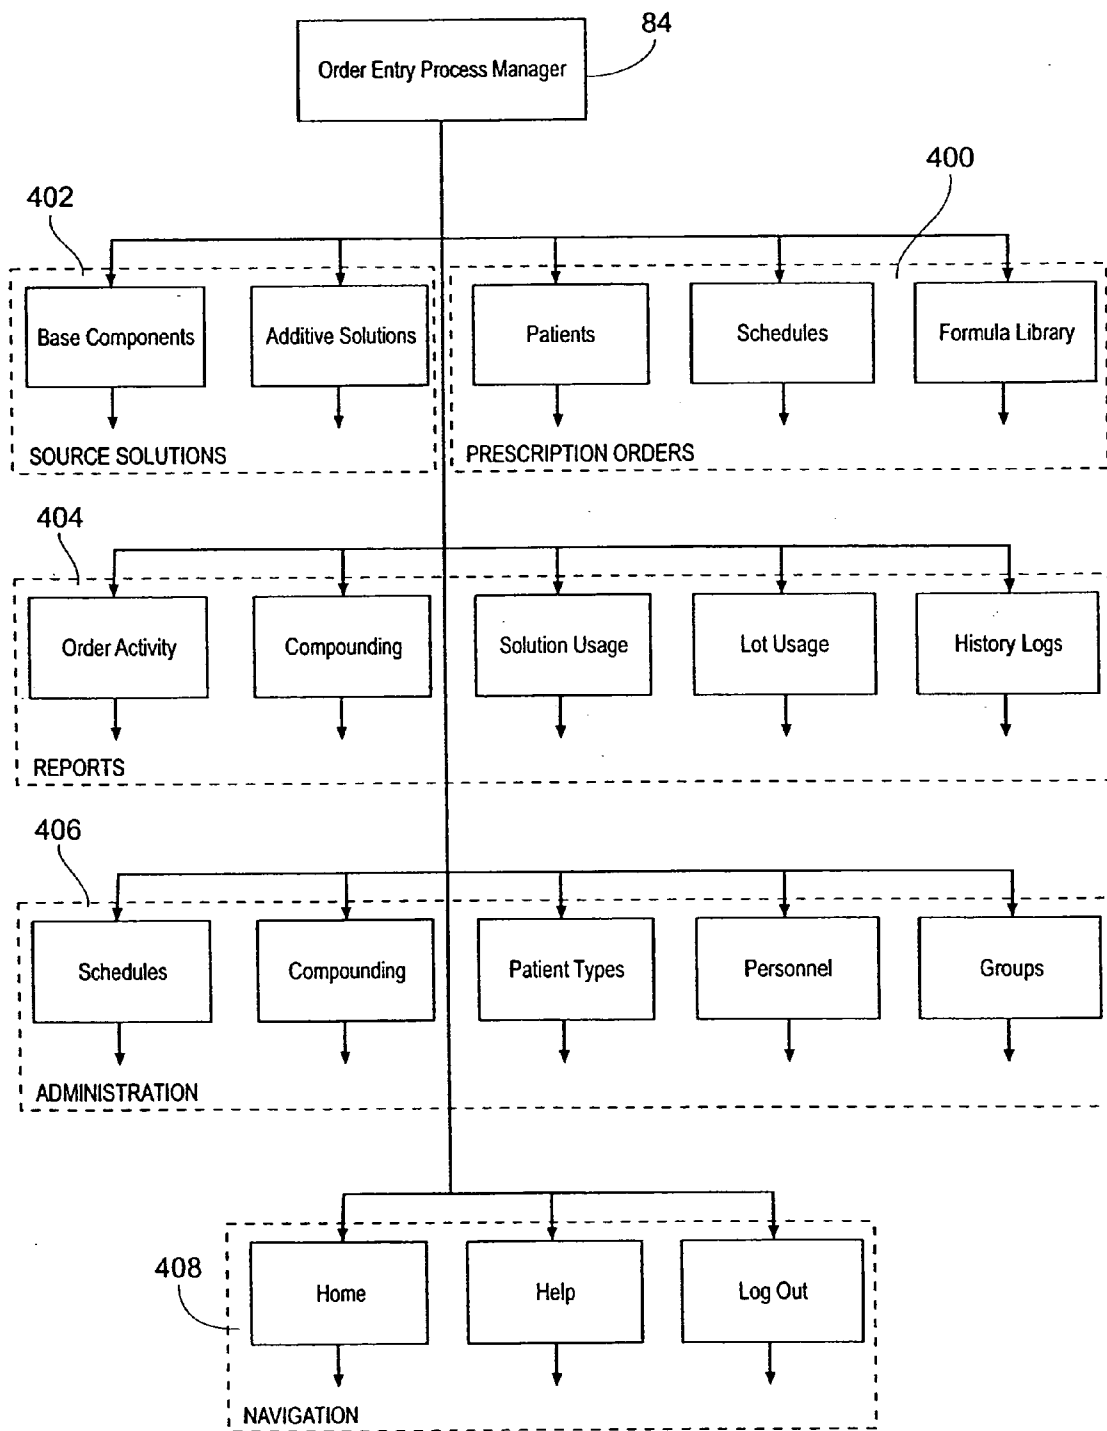 84
Order Entry Process Manager
400
402
Base Components
Additive Solutions
Patients
Schedules
Formula Library
SOURCE SOLUTIONS
PRESCRIPTION ORDERS
404
Order Activity
Compounding
Solution Usage
Lot Usage
History Logs
REPORTS
406
Schedules
Compounding
Patient Types
Personnel
Groups
ADMINISTRATION
408
Home
Help
Log Out
NAVIGATION